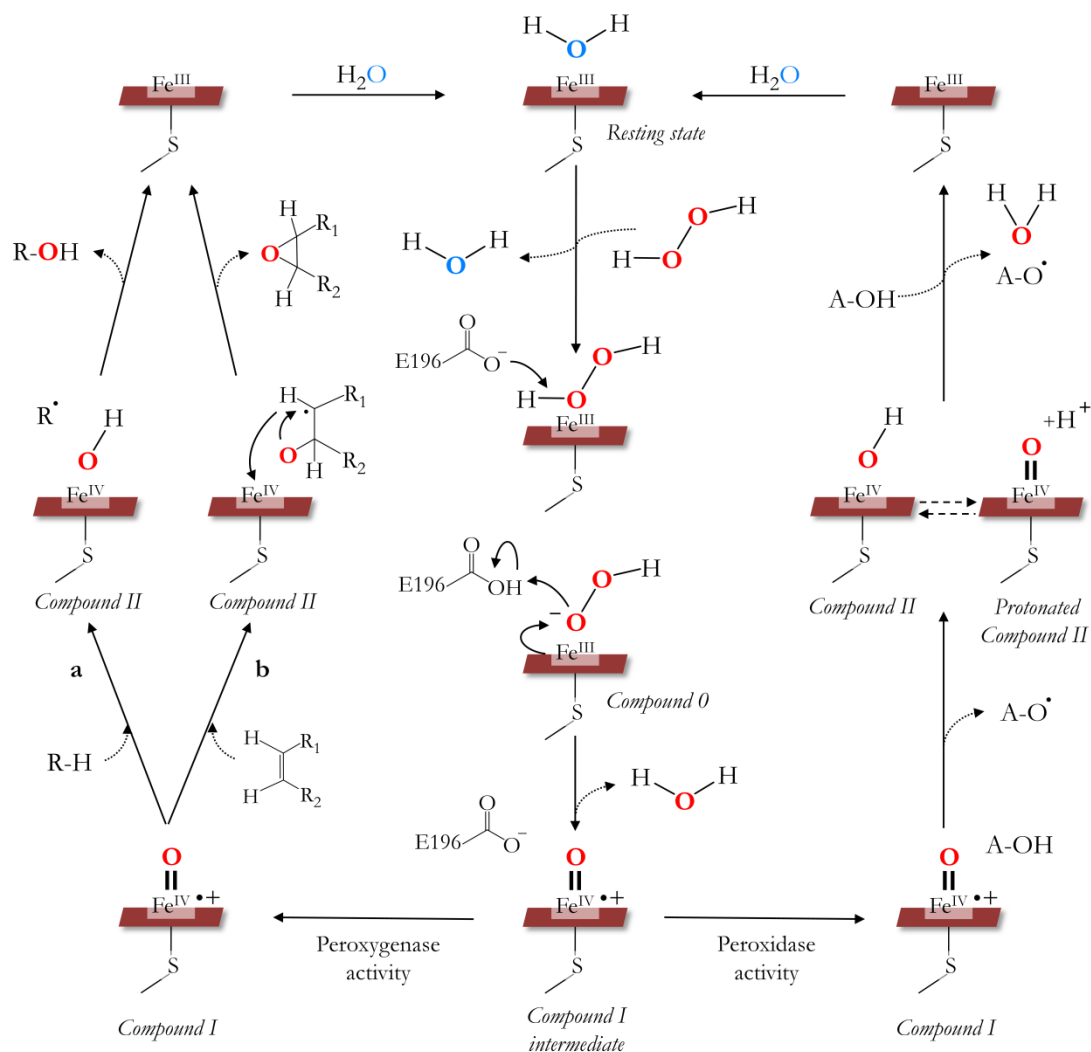 H H
O
Fe^III
H₂O
Fe^III
H₂O
Fe^III
S
S
Resting state
S
H
R₁
O
R₂
H
R-OH
H H
O
H
O
O
H
H H
O
A-OH
A-O•
E196
O
O⁻
H
O
O
H
Fe^III
S
R•
H
O
Fe^IV
S
Compound II
H
R₁
•
O
H
R₂
Fe^IV
S
Compound II
H
O
Fe^IV
S
Compound II
+H⁺
O
Fe^IV
S
Protonated
Compound II
E196
O
OH
H
O
⁻O
Fe^III
S
Compound 0
a
b
R-H
H
R₁
H
R₂
A-O•
H H
O
E196
O
O⁻
A-OH
O
Fe^IV •+
S
Compound I
Peroxygenase
activity
O
Fe^IV •+
S
Compound I
intermediate
Peroxidase
activity
O
Fe^IV •+
S
Compound I